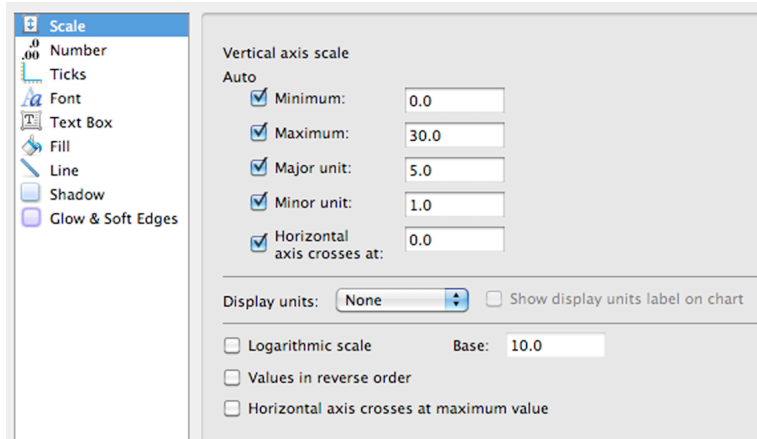 Scale
.0
.00 Number
Ticks
Aa Font
T Text Box
Fill
Line
Shadow
Glow & Soft Edges
Vertical axis scale
Auto
Minimum: 0.0
Maximum: 30.0
Major unit: 5.0
Minor unit: 1.0
Horizontal
axis crosses at: 0.0
Display units: None Show display units label on chart
Logarithmic scale Base: 10.0
Values in reverse order
Horizontal axis crosses at maximum value